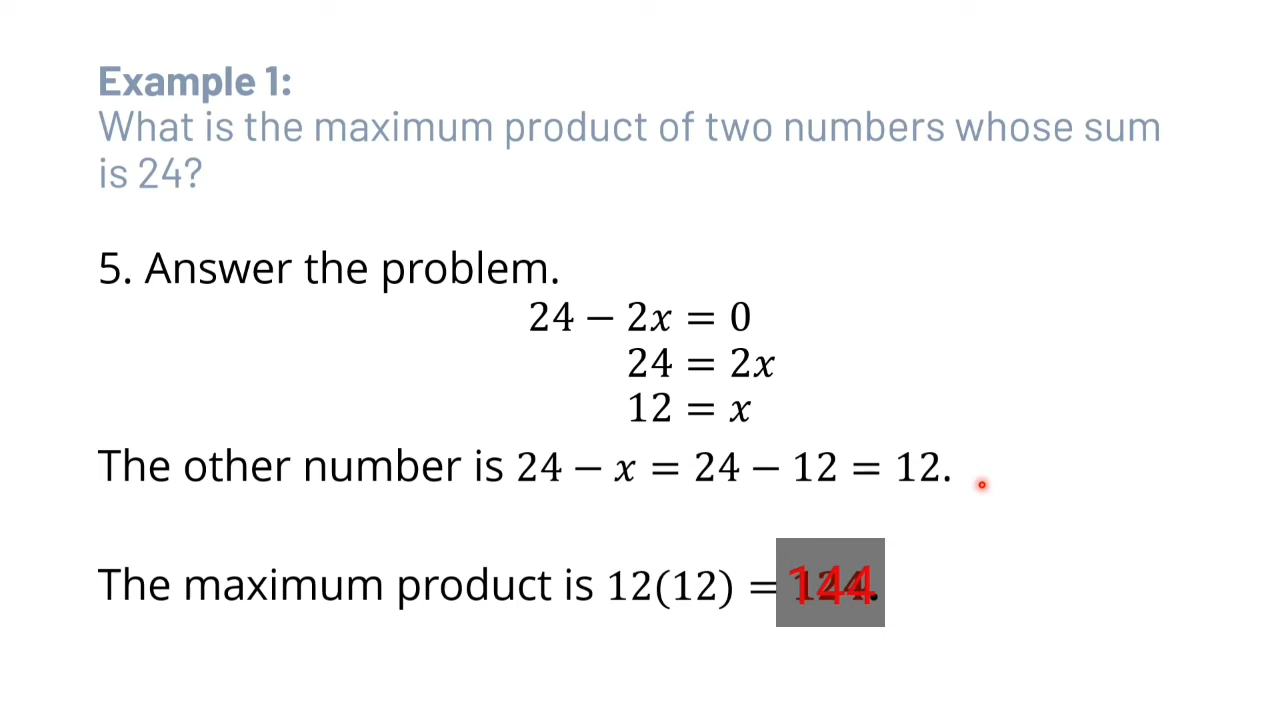 Example 1:
What is the maximum product of two numbers whose sum
is 24?
5. Answer the problem.
24 − 2x = 0
24 = 2x
12 = x
The other number is 24 − x = 24 − 12 = 12.
The maximum product is 12(12) = 144.